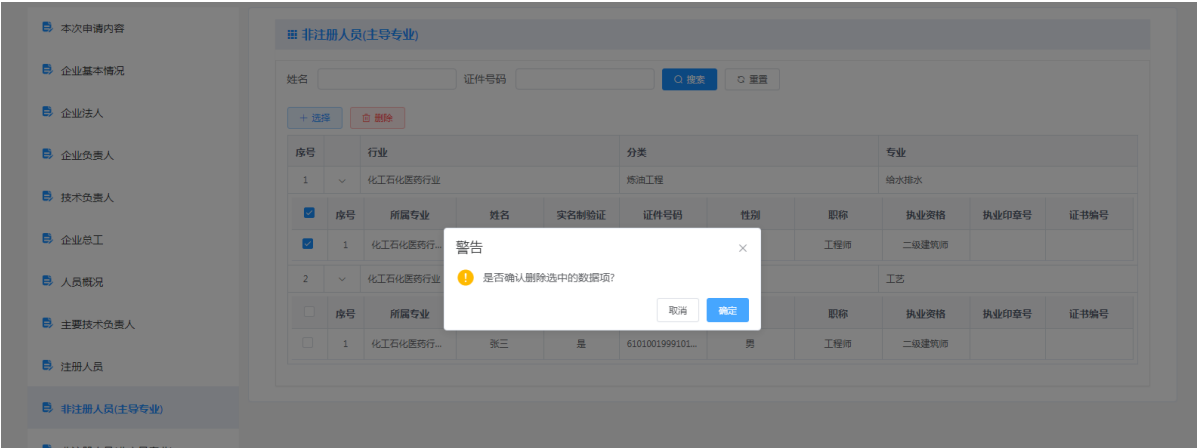 本次申请内容
企业基本情况
企业法人
企业负责人
技术负责人
企业总工
人员概况
主要技术负责人
注册人员
非注册人员(主导专业)
非注册人员(主导专业)
姓名 证件号码 搜索 重置
+ 选择 删除
序号 行业 分类 专业
1 化工石化医药行业 炼油工程 给水排水
序号 所属专业 姓名 实名制验证 证件号码 性别 职称 执业资格 执业印章号 证书编号
1 化工石化医药行... 工程师 二级建筑师
警告
是否确认删除选中的数据项?
取消 确定
2 化工石化医药行业 工艺
序号 所属专业 职称 执业资格 执业印章号 证书编号
1 化工石化医药行... 张三 是 6101001999101... 男 工程师 二级建筑师